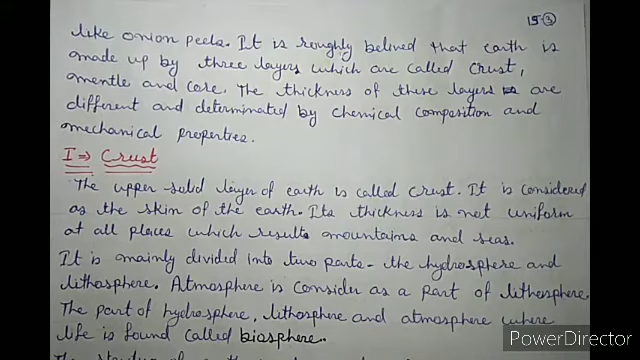 15-③
like onion peels. It is roughly belived that earth is
made up by three layers which are called Crust,
mentle and core. The thickness of these layers are
different and determinated by chemical composition and
mechanical properties.
I ⇒ Crust
The upper solid layer of earth is called crust. It is considered
as the skin of the earth. Its thickness is not uniform
at all places which results mountains and seas.
It is mainly divided into two parts - the hydrosphere and
lithosphere. Atmosphere is consider as a part of lithosphere.
The part of hydrosphere, lithosphere and atmosphere where
life is found called biosphere.
PowerDirector